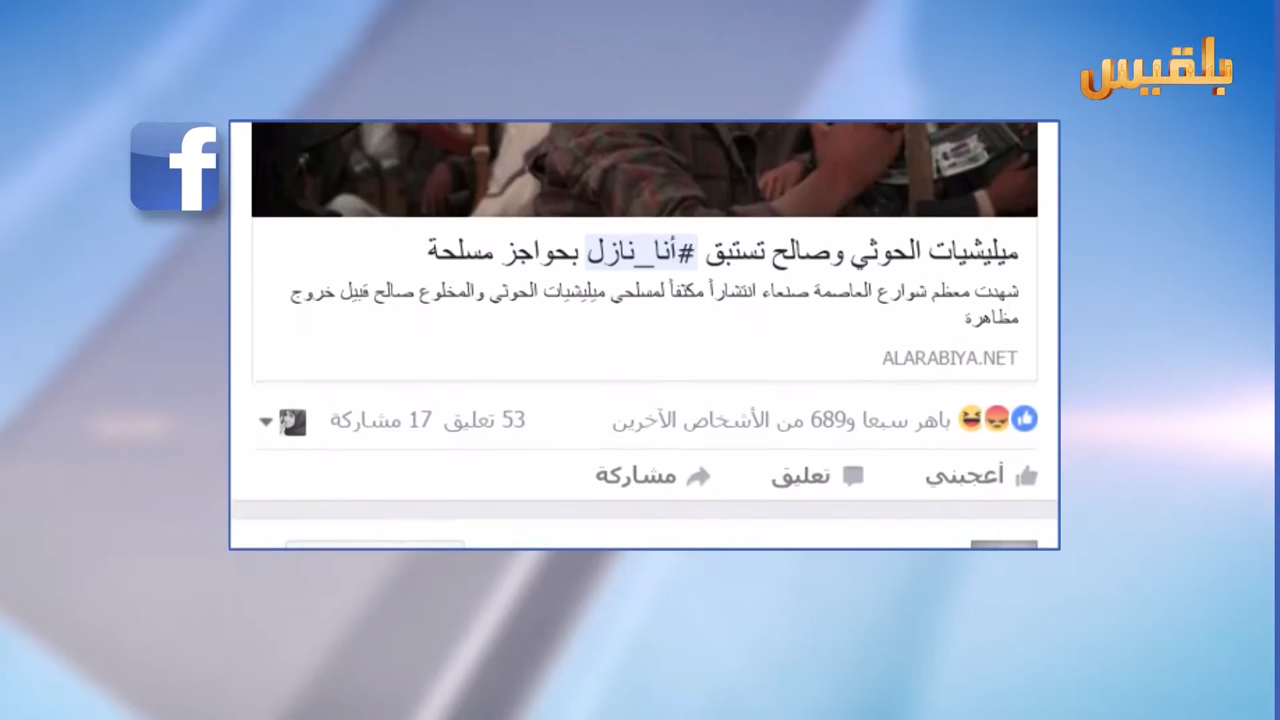 بلقيس
f
ميليشيات الحوثي وصالح تستبق #أنا_نازل بحواجز مسلحة
شهدت معظم شوارع العاصمة صنعاء انتشاراً مكثفاً لمسلحي ميليشيات الحوثي والمخلوع صالح قبيل خروج
مظاهرة
ALARABIYA.NET
باهر سبعا و689 من الأشخاص الآخرين 53 تعليق 17 مشاركة
أعجبني تعليق مشاركة